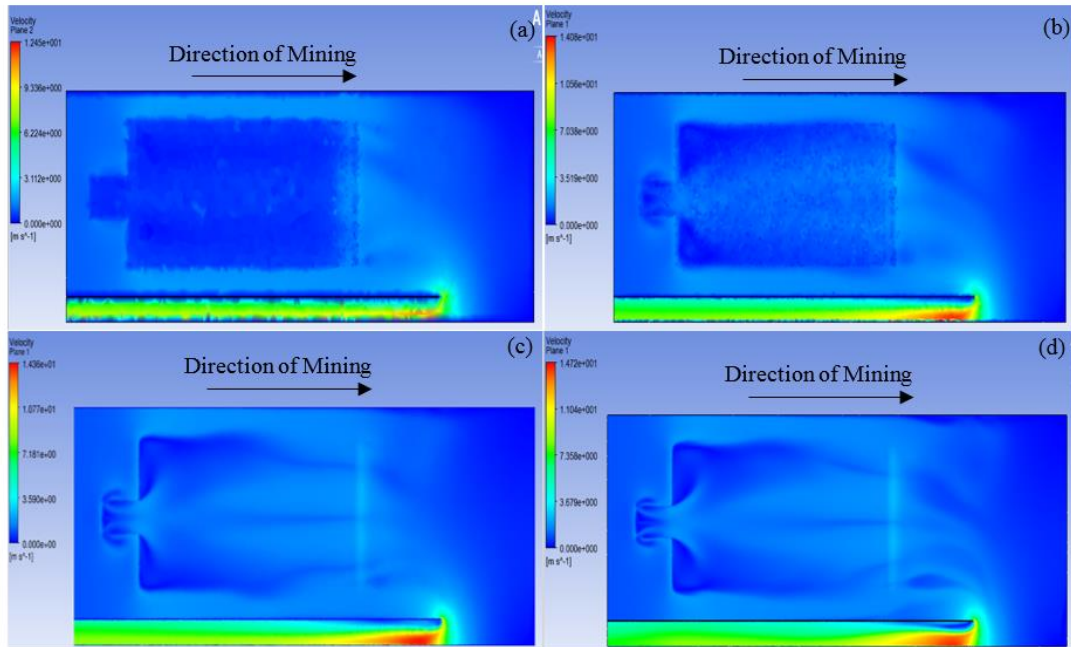 Velocity
Plane 2
1.245e+001
9.336e+000
6.224e+000
3.112e+000
0.000e+000
[m s^-1]
Direction of Mining
(a)
A
A
Velocity
Plane 1
1.408e+001
1.056e+001
7.038e+000
3.519e+000
0.000e+000
[m s^-1]
Direction of Mining
(b)
Velocity
Plane 1
1.436e+01
1.077e+01
7.181e+00
3.590e+00
0.000e+00
[m s^-1]
Direction of Mining
(c)
Velocity
Plane 1
1.472e+001
1.104e+001
7.358e+000
3.679e+000
0.000e+000
[m s^-1]
Direction of Mining
(d)